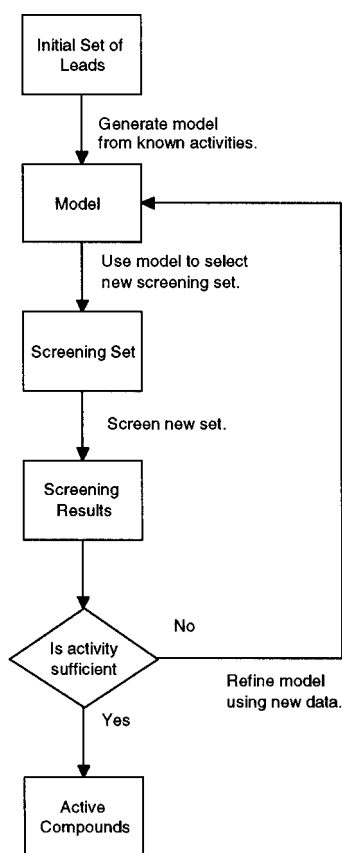 Initial Set of
Leads
Generate model
from known activities.
Model
Use model to select
new screening set.
Screening Set
Screen new set.
Screening
Results
No
Is activity
sufficient
Refine model
using new data.
Yes
Active
Compounds